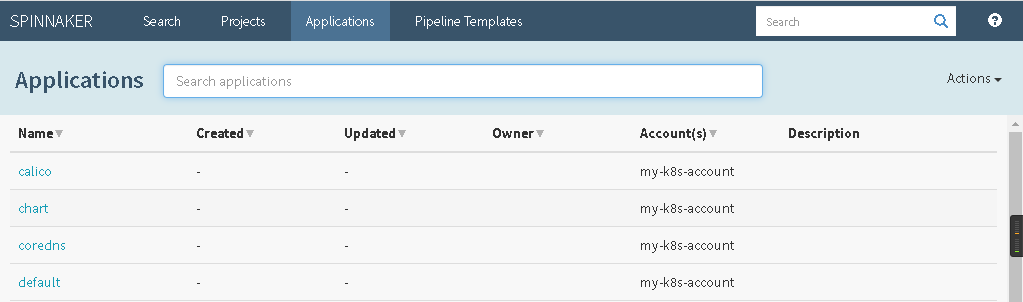 SPINNAKER Search Projects Applications Pipeline Templates Search ?
Applications Search applications Actions
Name Created Updated Owner Account(s) Description
calico - - my-k8s-account
chart - - my-k8s-account
coredns - - my-k8s-account
default - - my-k8s-account